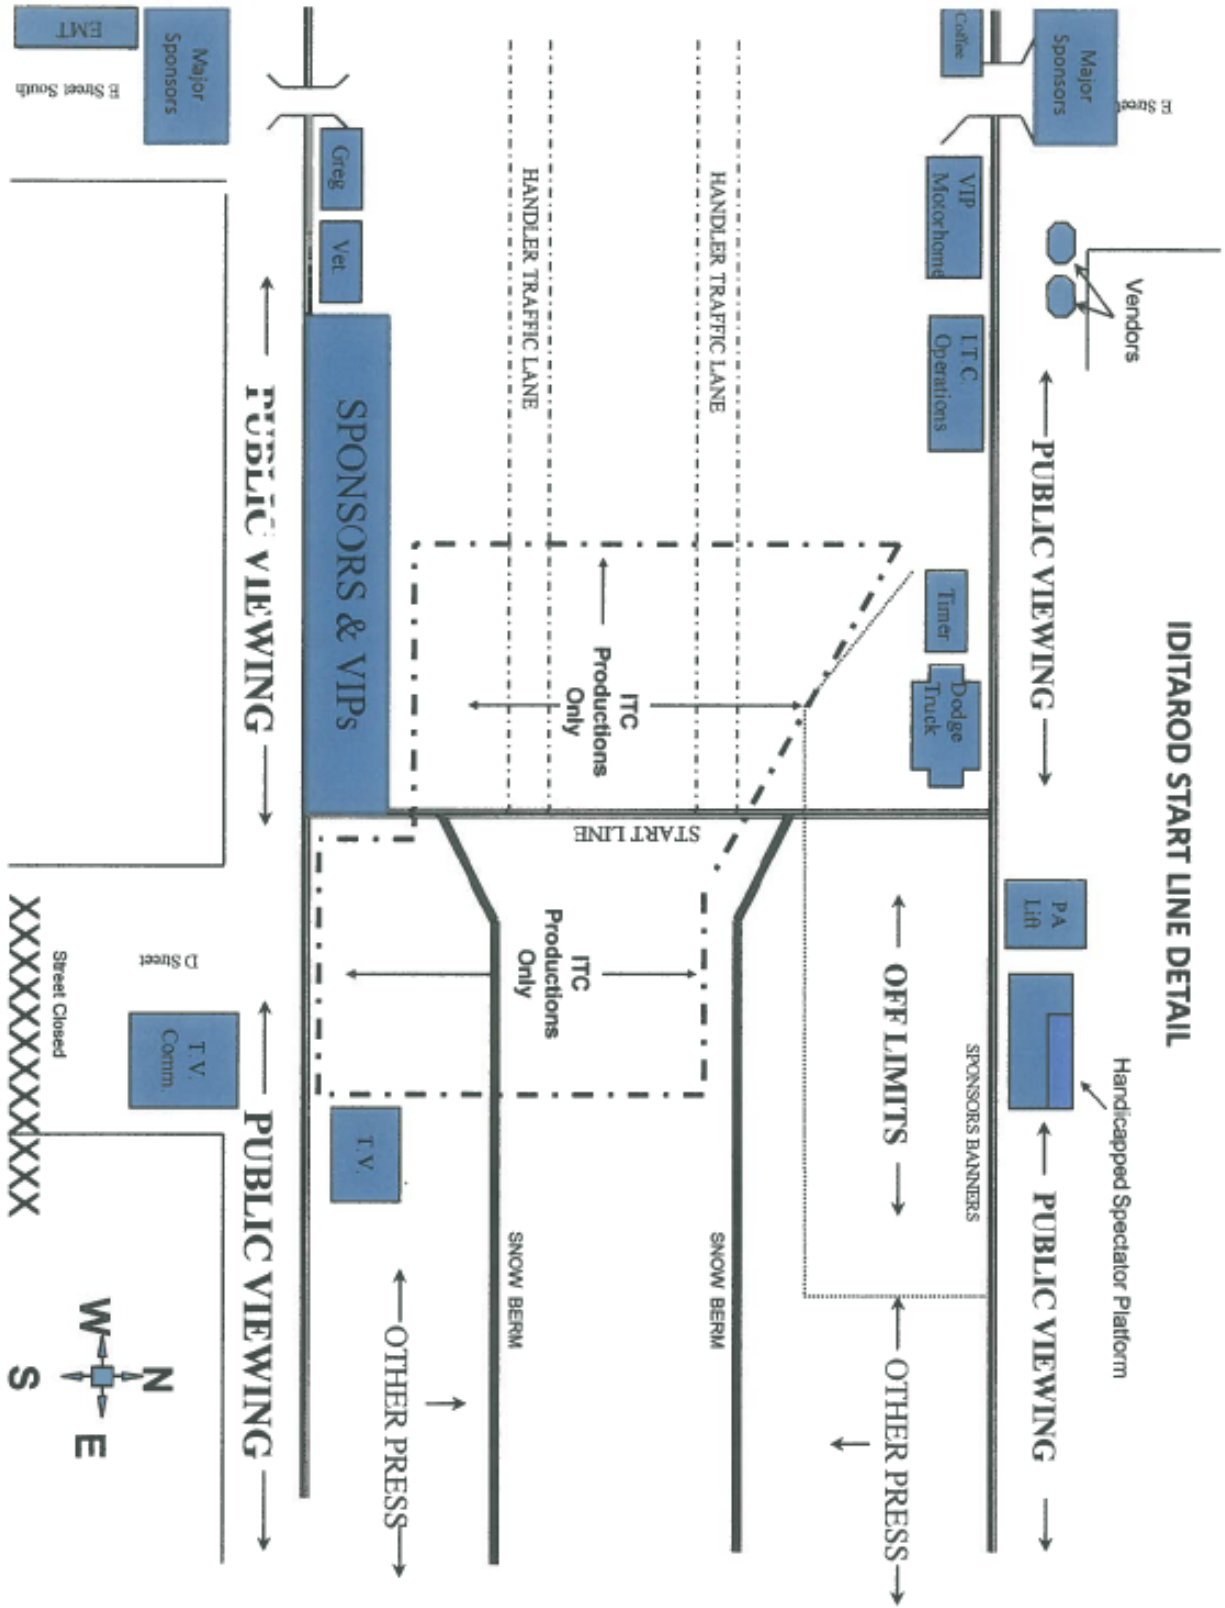 IDITAROD START LINE DETAIL
E Street
Major
Sponsors
Vendors
PUBLIC VIEWING
PA
Lift
Handicapped Spectator Platform
PUBLIC VIEWING
Coffee
VIP
Motorhome
I.T.C.
Operations
Timer
Dodge
Truck
SPONSORS BANNERS
OFF LIMITS
OTHER PRESS
HANDLER TRAFFIC LANE
SNOW BERM
ITC
Productions
Only
START LINE
ITC
Productions
Only
HANDLER TRAFFIC LANE
SNOW BERM
Greg
Vet
SPONSORS & VIPs
T.V.
OTHER PRESS
PUBLIC VIEWING
PUBLIC VIEWING
Major
Sponsors
EMT
E Street South
D Street
T.V.
Comm.
Street Closed
XXXXXXXXXXXXXXX
N
W
E
S